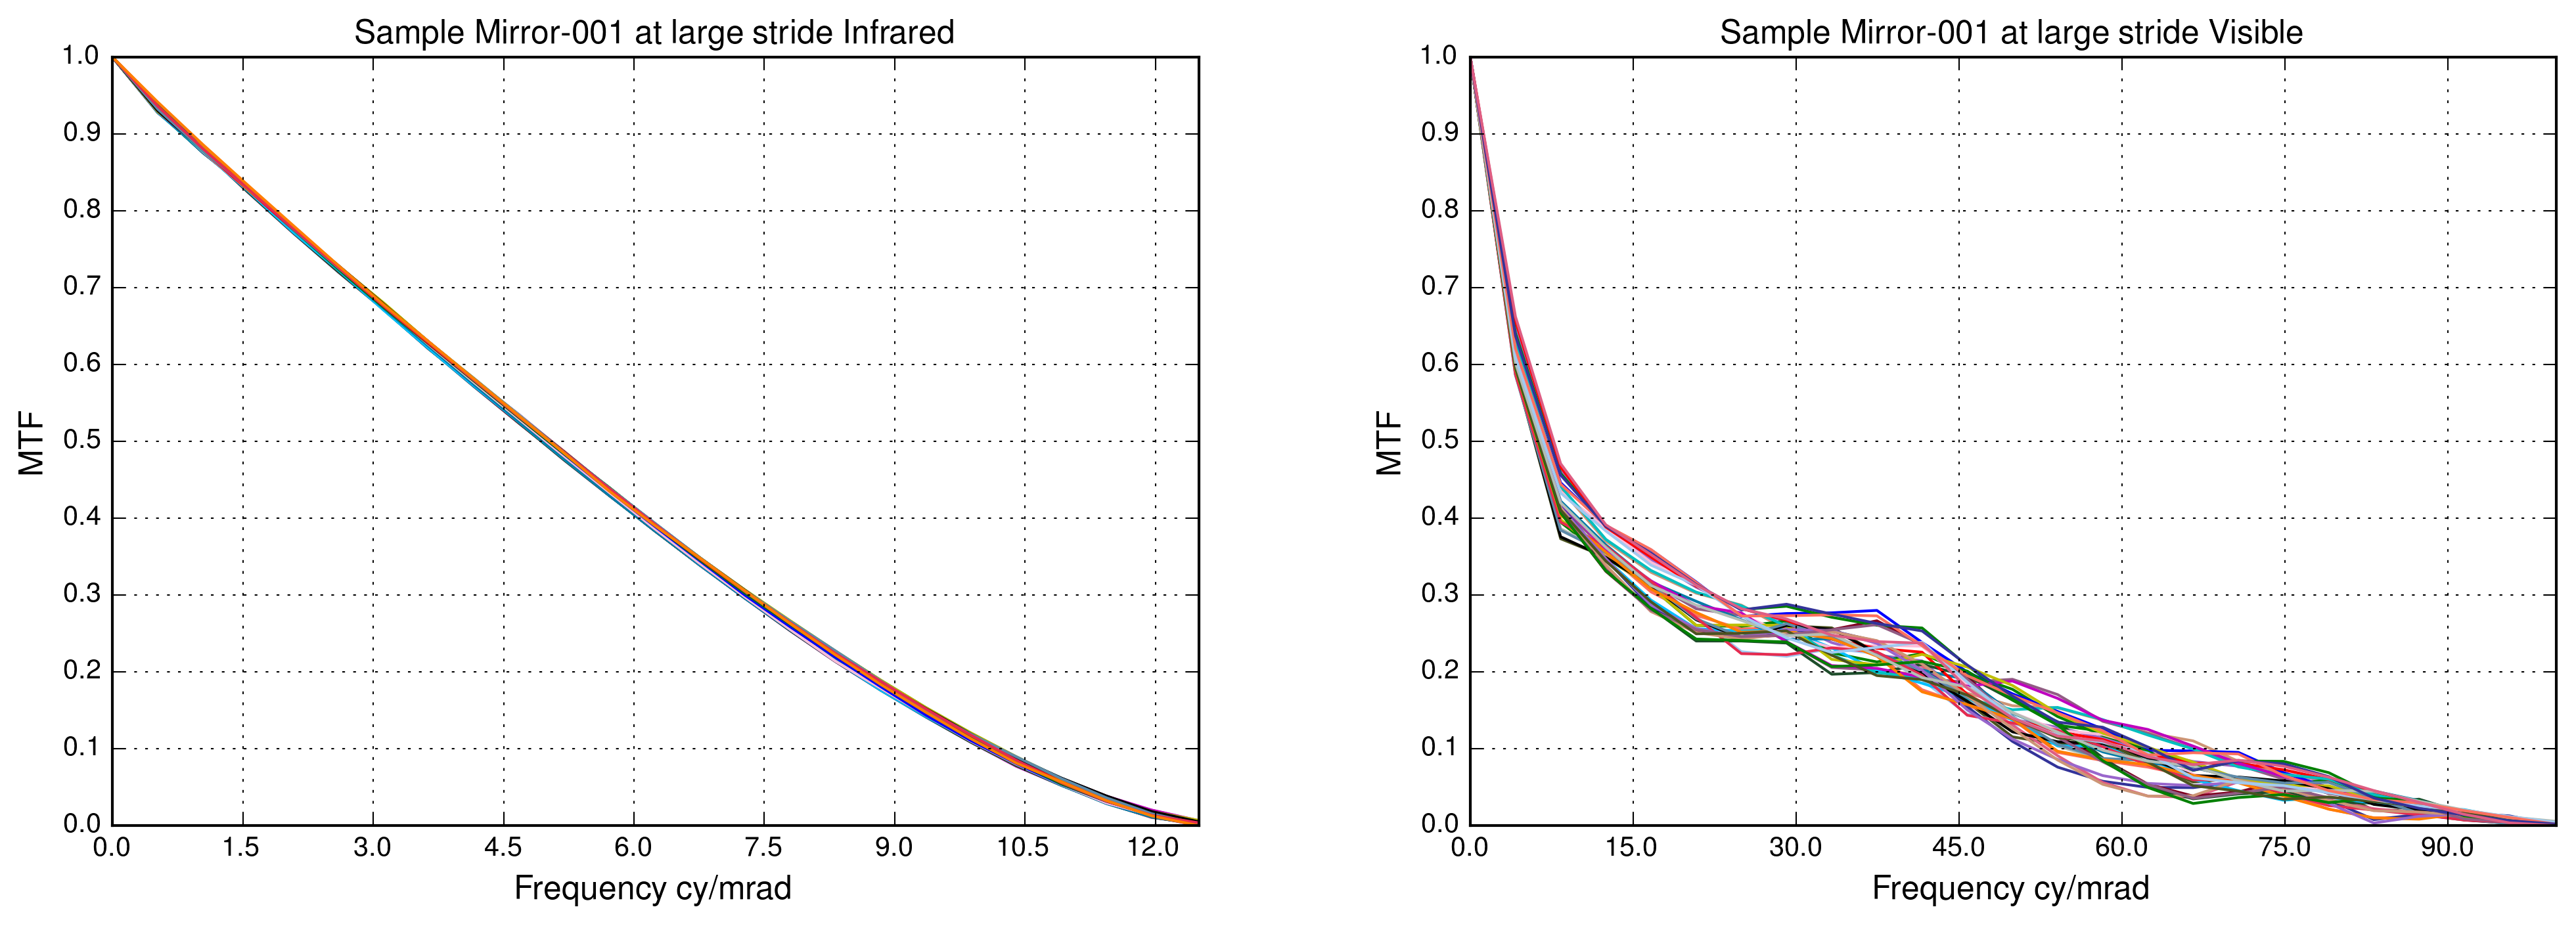 Sample Mirror-001 at large stride Infrared
1.0
0.9
0.8
0.7
0.6
0.5
0.4
0.3
0.2
0.1
0.0
MTF
0.0 1.5 3.0 4.5 6.0 7.5 9.0 10.5 12.0
Frequency cy/mrad
Sample Mirror-001 at large stride Visible
1.0
0.9
0.8
0.7
0.6
0.5
0.4
0.3
0.2
0.1
0.0
MTF
0.0 15.0 30.0 45.0 60.0 75.0 90.0
Frequency cy/mrad